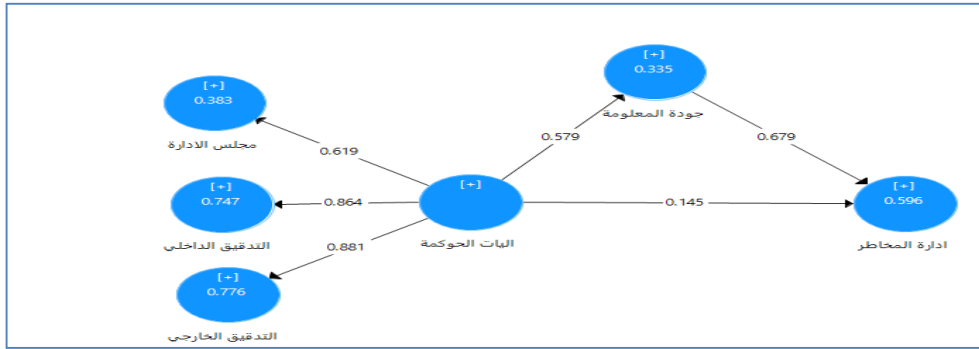 [+]
0.335
جودة المعلومة
[+]
0.383
مجلس الادارة
0.579
0.679
0.619
[+]
0.747
التدقيق الداخلي
0.864
[+]
اليات الحوكمة
0.145
[+]
0.596
ادارة المخاطر
0.881
[+]
0.776
التدقيق الخارجي